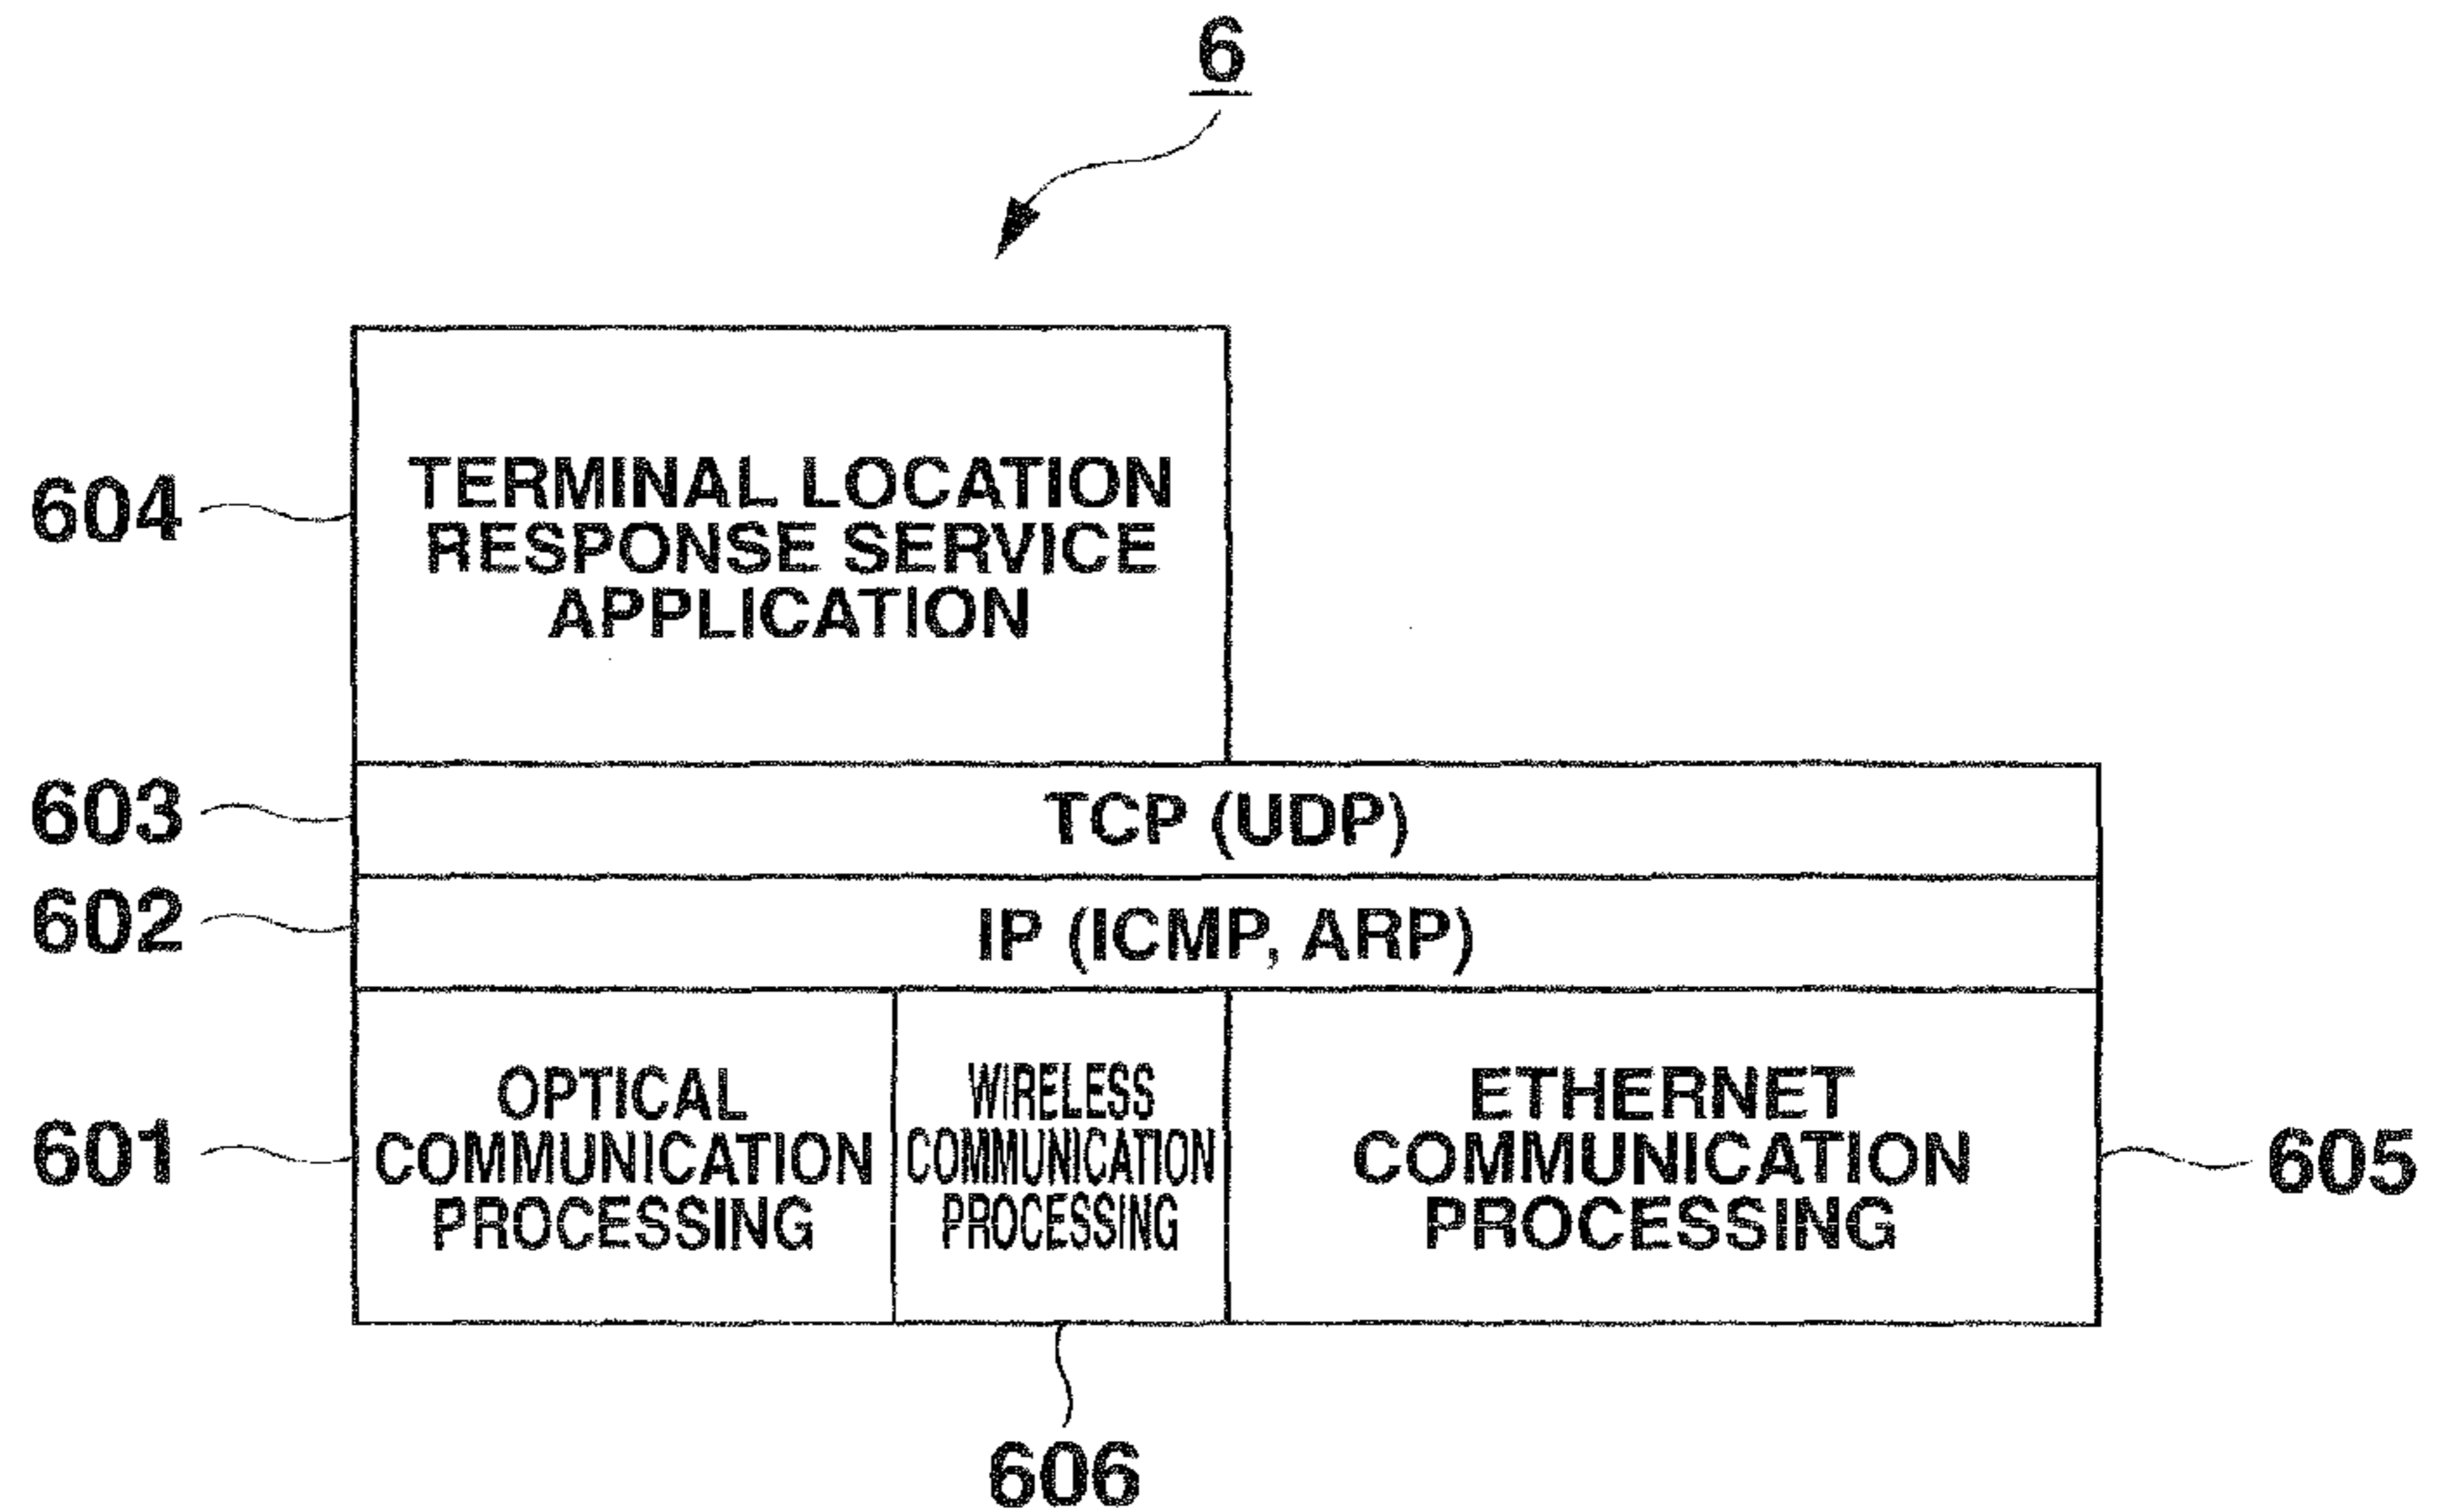 6
604
TERMINAL LOCATION
RESPONSE SERVICE
APPLICATION
603
TCP (UDP)
602
IP (ICMP, ARP)
601
OPTICAL
COMMUNICATION
PROCESSING
WIRELESS
COMMUNICATION
PROCESSING
ETHERNET
COMMUNICATION
PROCESSING
605
606